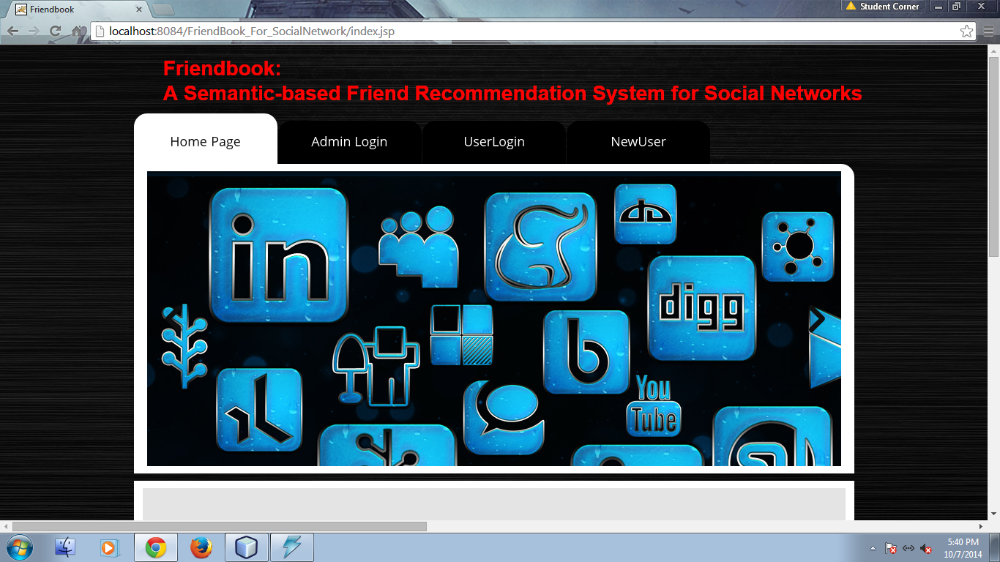 Friendbook
Student Corner
localhost:8084/FriendBook_For_SocialNetwork/index.jsp
Friendbook:
A Semantic-based Friend Recommendation System for Social Networks
Home Page
Admin Login
UserLogin
NewUser
in
digg
b
You
Tube
5:40 PM
10/7/2014